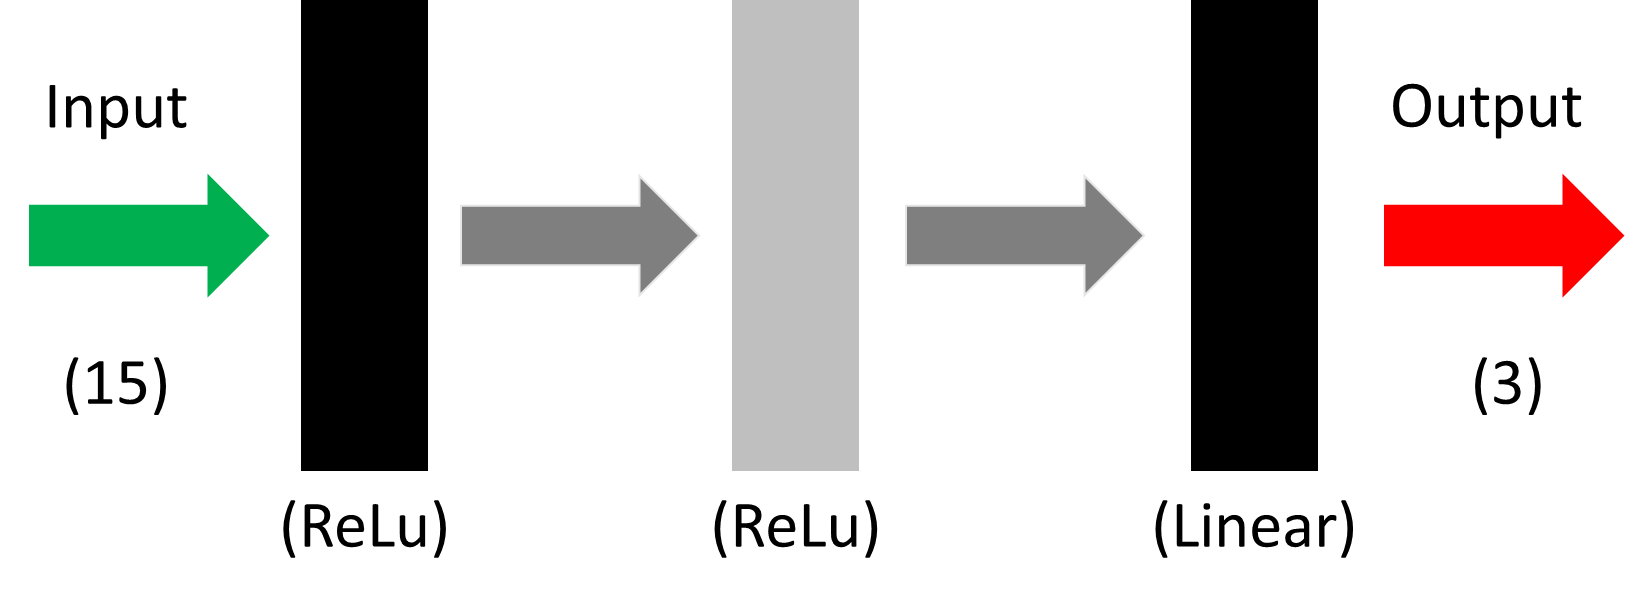 Input
Output
(15)
(3)
(ReLu)
(ReLu)
(Linear)